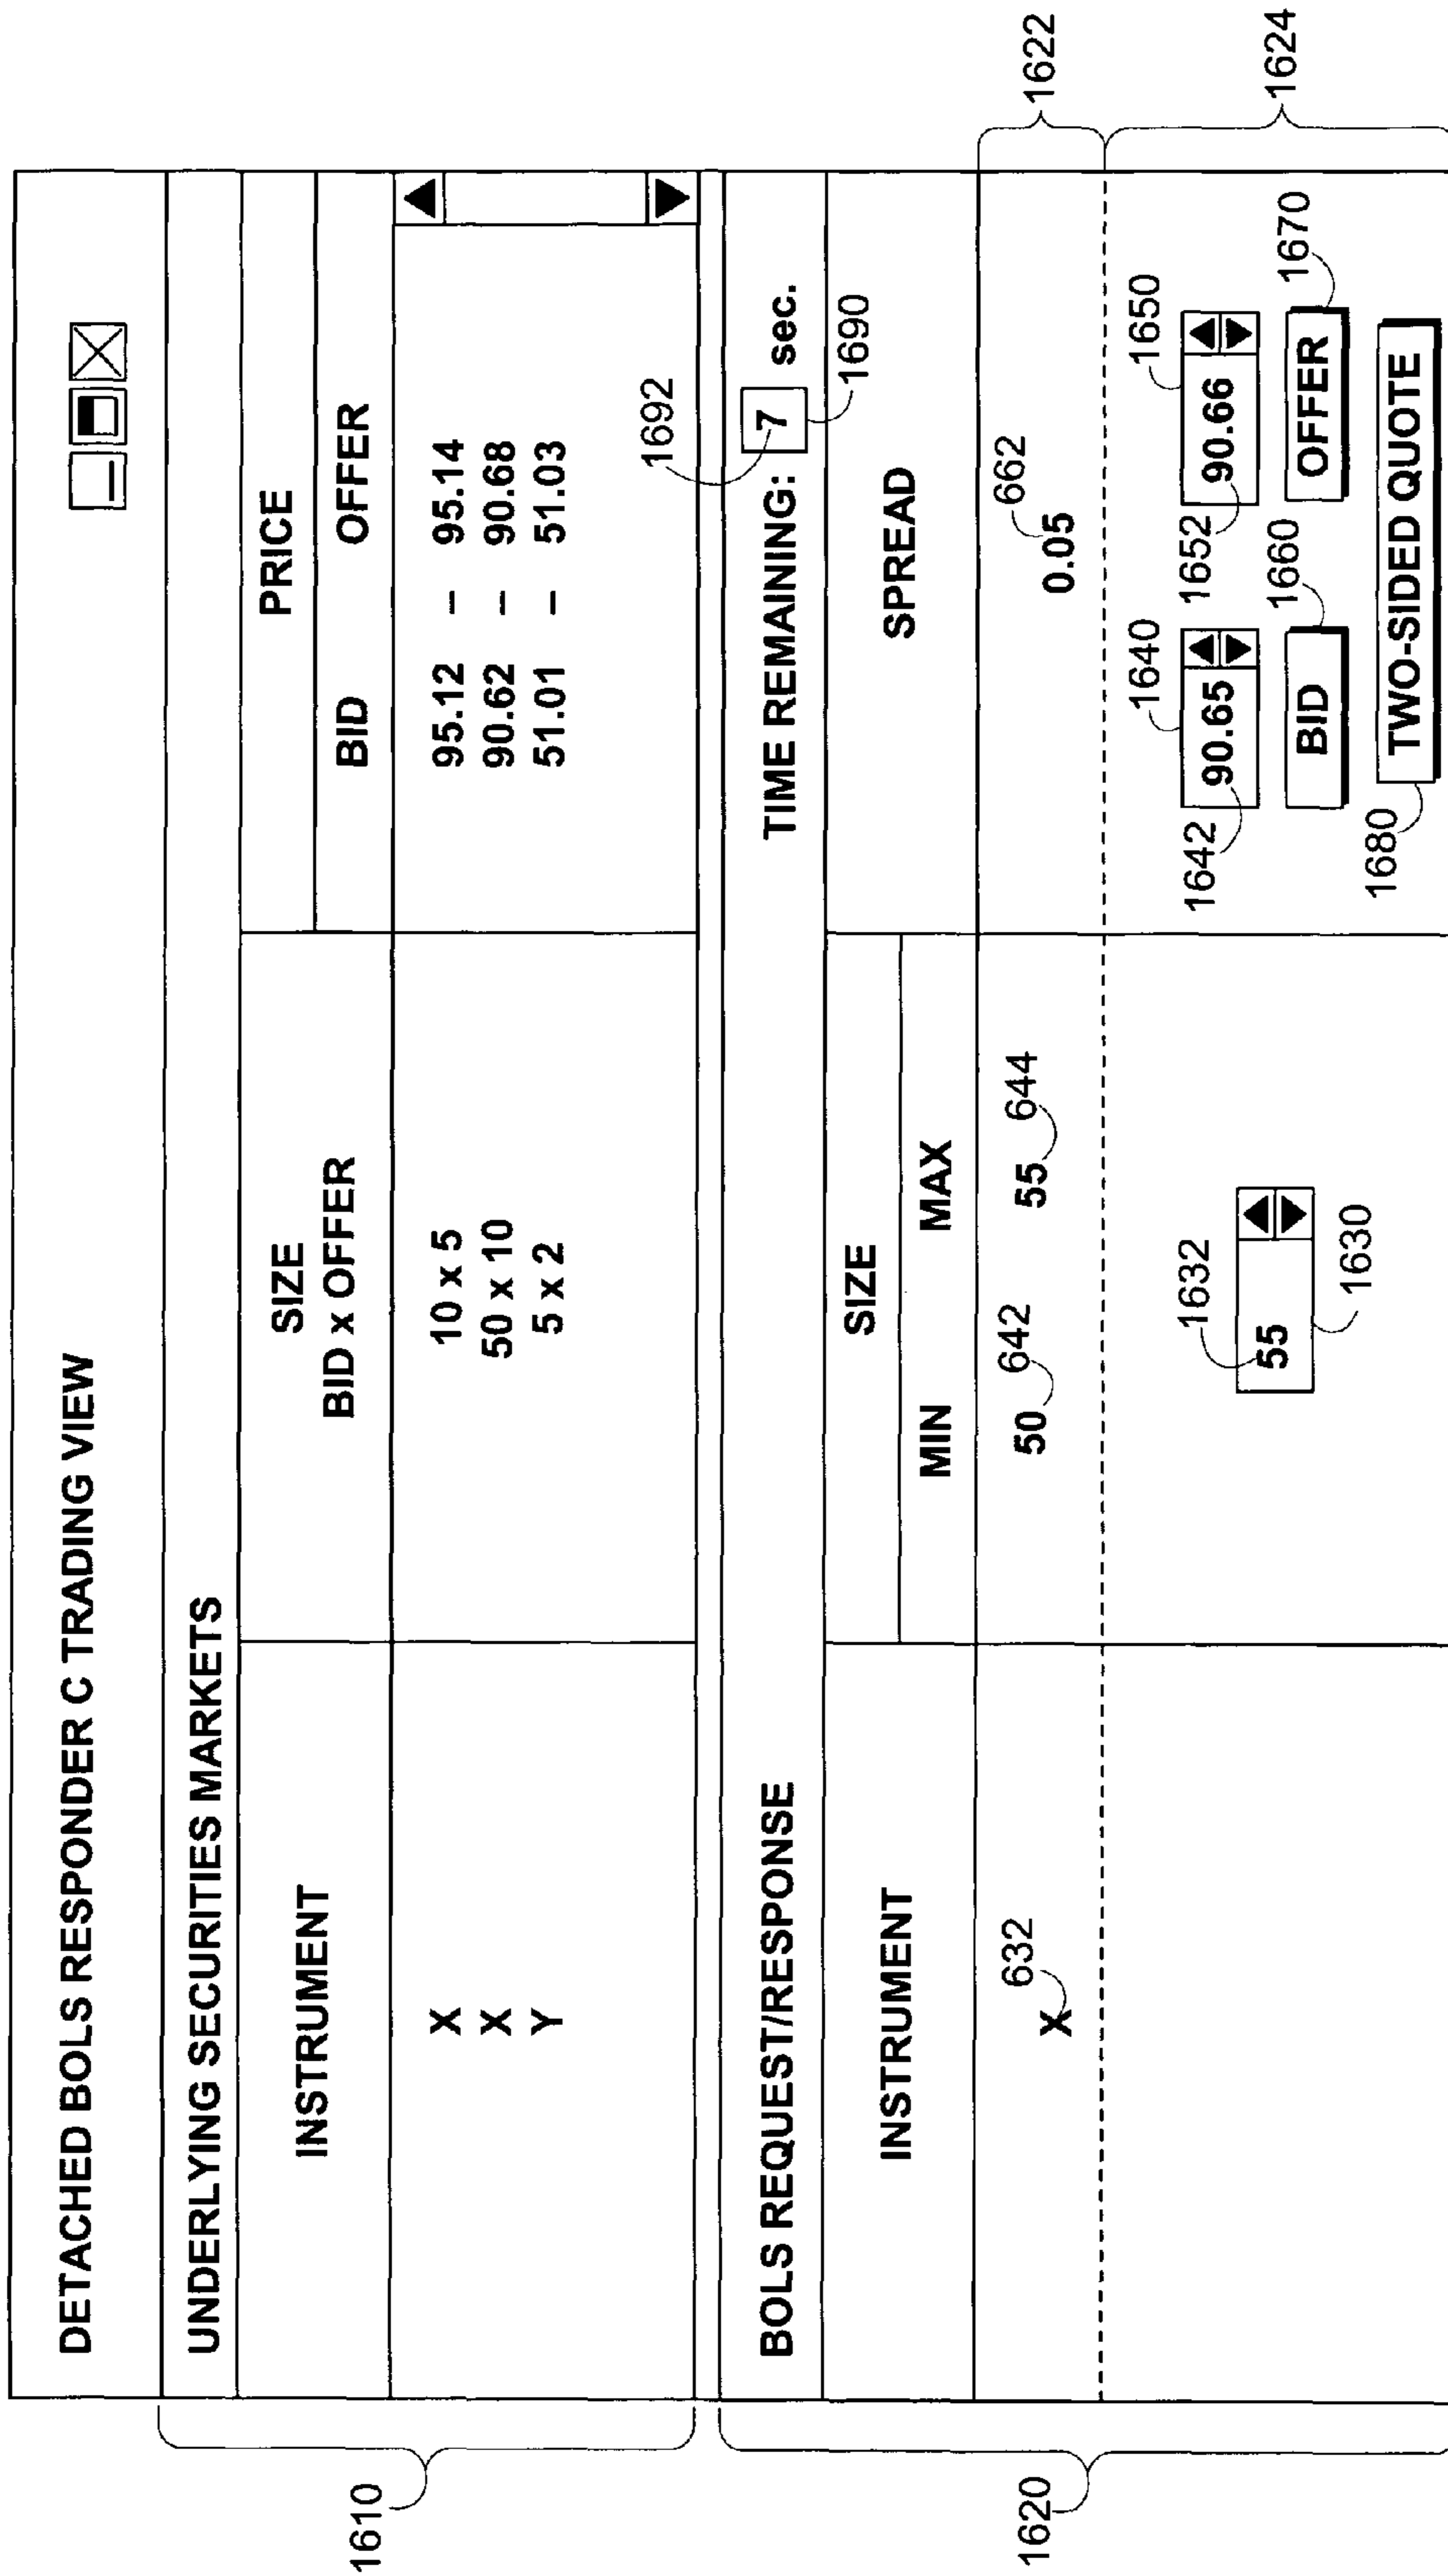 DETACHED BOLS RESPONDER C TRADING VIEW
1610
UNDERLYING SECURITIES MARKETS
INSTRUMENT SIZE PRICE
BID x OFFER BID OFFER
X 10 x 5 95.12 – 95.14
X 50 x 10 90.62 – 90.68
Y 5 x 2 51.01 – 51.03
1692
1620
BOLS REQUEST/RESPONSE TIME REMAINING: 7 sec.
1690
INSTRUMENT SIZE SPREAD
MIN MAX
632 642 644 662
X 50 55 0.05
1622
1624
1632 1640 1650
55 90.65 90.66
1630 1642 1652
1660 1670
BID OFFER
1680
TWO-SIDED QUOTE